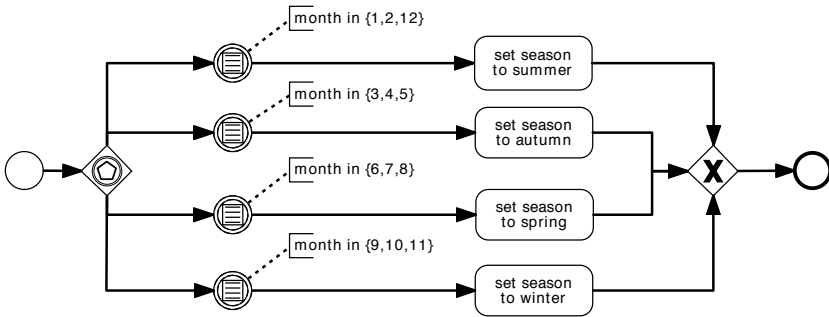 month in {1,2,12}
set season
to summer
month in {3,4,5}
set season
to autumn
month in {6,7,8}
set season
to spring
month in {9,10,11}
set season
to winter
X